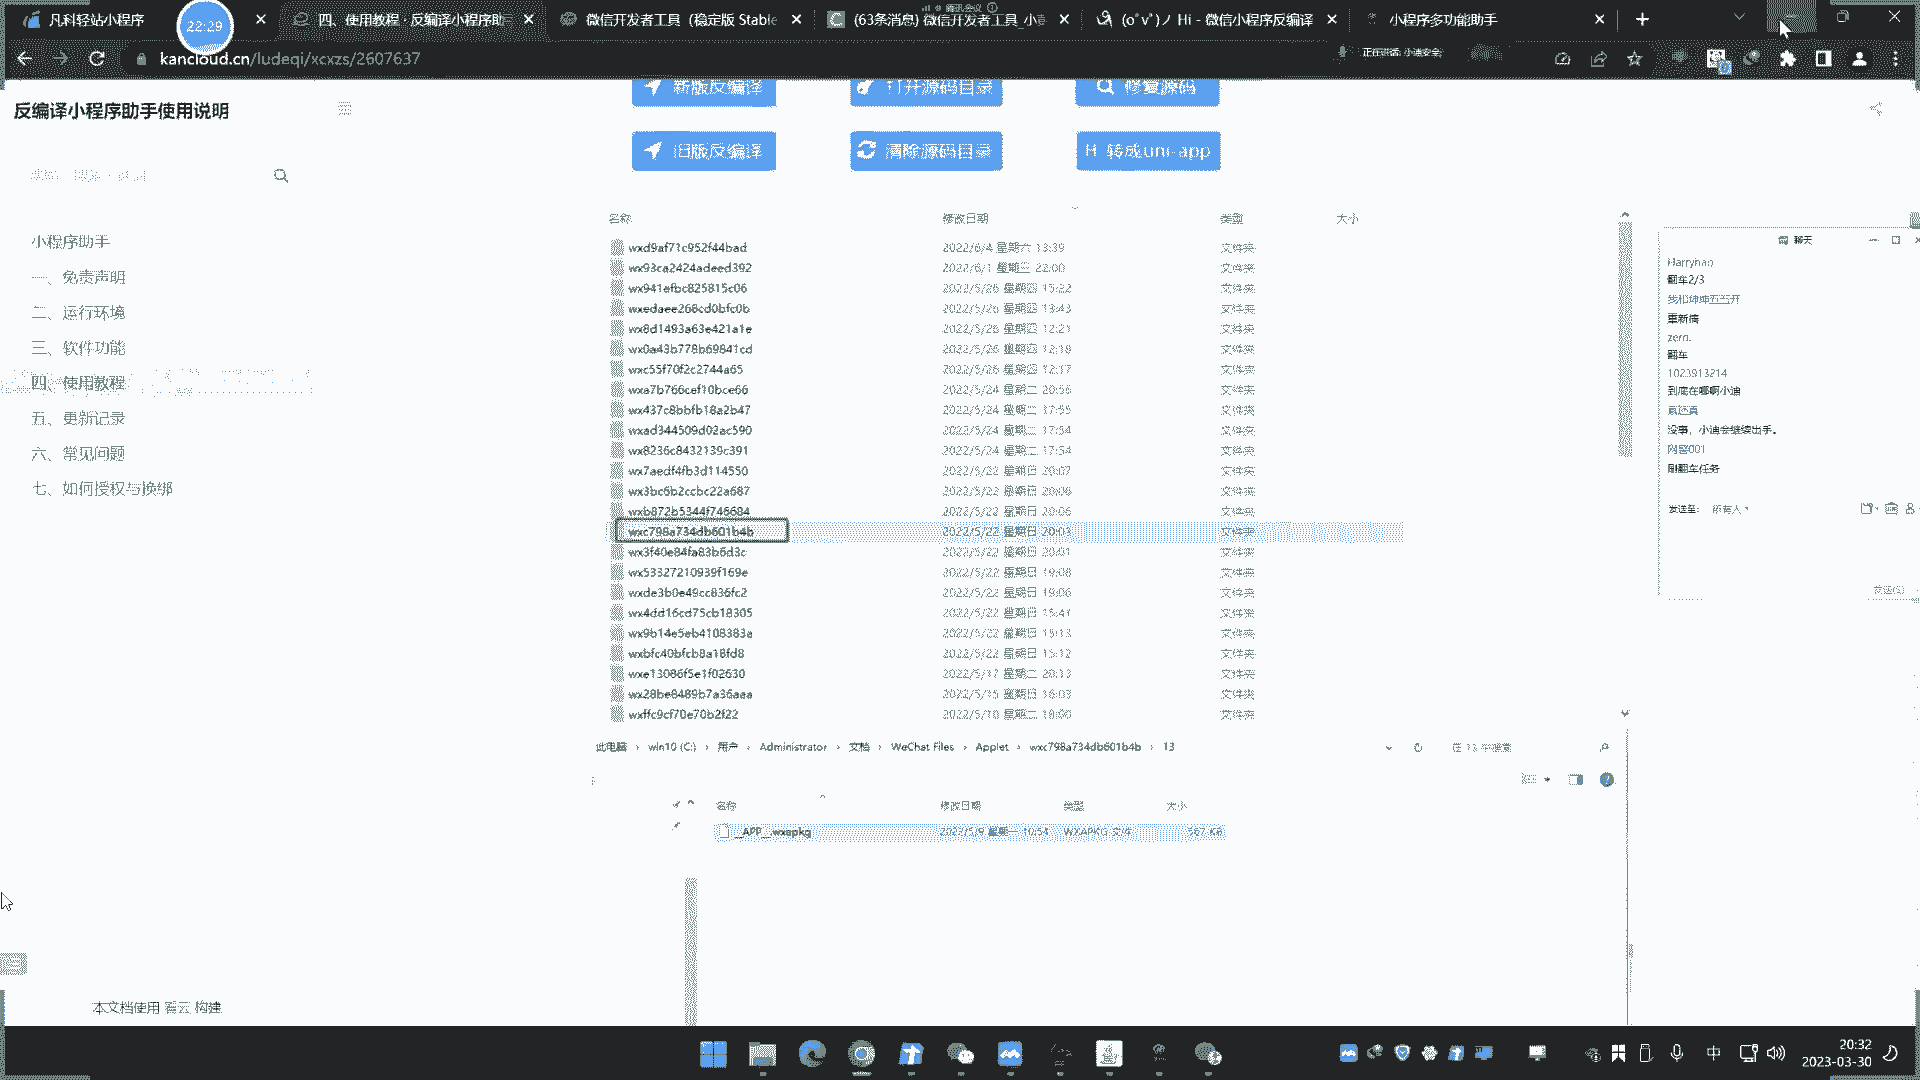 凡科轻站小程序
22:29
四、使用教程 · 反编译小程序助
微信开发者工具（稳定版 Stable
(63条消息) 微信开发者工具_小
(o゚v゚)ノ Hi - 微信小程序反编译
小程序多功能助手
kancloud.cn/ludeqi/xcxzs/2607637
正在讲话: 小迪安全;
反编译小程序助手使用说明
新版反编译
打开源码目录
修复源码
旧版反编译
清除源码目录
H 转成uni-app
小程序助手
一、免责声明
二、运行环境
三、软件功能
四、使用教程
五、更新记录
六、常见问题
七、如何授权与换绑
名称 修改日期 类型 大小
wxd9af71c952f44bad 2022/6/4 星期六 13:39 文件夹
wx93ca2424adeed392 2022/6/1 星期三 22:00 文件夹
wx941efbc825815c06 2022/5/26 星期四 15:22 文件夹
wxedaee268cd0bfc0b 2022/5/26 星期四 13:43 文件夹
wx8d1493a63e421a1e 2022/5/26 星期四 12:21 文件夹
wx0a43b778b69841cd 2022/5/26 星期四 12:18 文件夹
wxc55f70f2c2744a65 2022/5/26 星期四 12:17 文件夹
wxa7b766cef10bce66 2022/5/24 星期二 20:56 文件夹
wx437c8bbfb18a2b47 2022/5/24 星期二 17:55 文件夹
wxad344509d02ac590 2022/5/24 星期二 17:54 文件夹
wx8236c8432139c391 2022/5/24 星期二 17:54 文件夹
wx7aedf4fb3d114550 2022/5/22 星期日 20:07 文件夹
wx3bc6b2ccbc22a687 2022/5/22 星期日 20:06 文件夹
wxb872b5344f746684 2022/5/22 星期日 20:06 文件夹
wxc798a734db601b4b 2022/5/22 星期日 20:03 文件夹
wx3f40e84fa83b6d3c 2022/5/22 星期日 20:01 文件夹
wx53327210939f169e 2022/5/22 星期日 19:08 文件夹
wxde3b0e49cc836fc2 2022/5/22 星期日 19:06 文件夹
wx4dd16cd75cb18305 2022/5/22 星期日 15:41 文件夹
wx9b14e5eb4108383a 2022/5/22 星期日 15:13 文件夹
wxbfc40bfcb8a18fd8 2022/5/22 星期日 15:12 文件夹
wxe13086f5e1f02630 2022/5/17 星期二 20:13 文件夹
wx28be8489b7a36aaa 2022/5/15 星期日 16:03 文件夹
wxffc9cf70e70b2f22 2022/5/10 星期二 18:00 文件夹
此电脑 › win10 (C:) › 用户 › Administrator › 文档 › WeChat Files › Applet › wxc798a734db601b4b › 13
名称 修改日期 类型 大小
__APP__.wxapkg 2022/5/9 星期一 10:54 WXAPKG 文件 567 KB
聊天
Harryhao
翻车2/3
重新搞
zern.
翻车
1023913214
到底在哪啊小迪
没事，小迪会继续出手。
网警001
刷翻车任务
发送至: 所有人
发送(S)
本文档使用 看云 构建
中
20:32
2023-03-30